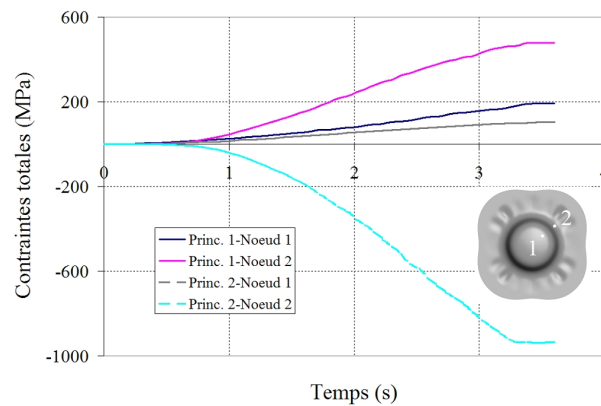 Contraintes totales (MPa)
600
200
-200
-600
-1000
0
1
2
3
4
Princ. 1-Noeud 1
Princ. 1-Noeud 2
Princ. 2-Noeud 1
Princ. 2-Noeud 2
2
1
Temps (s)